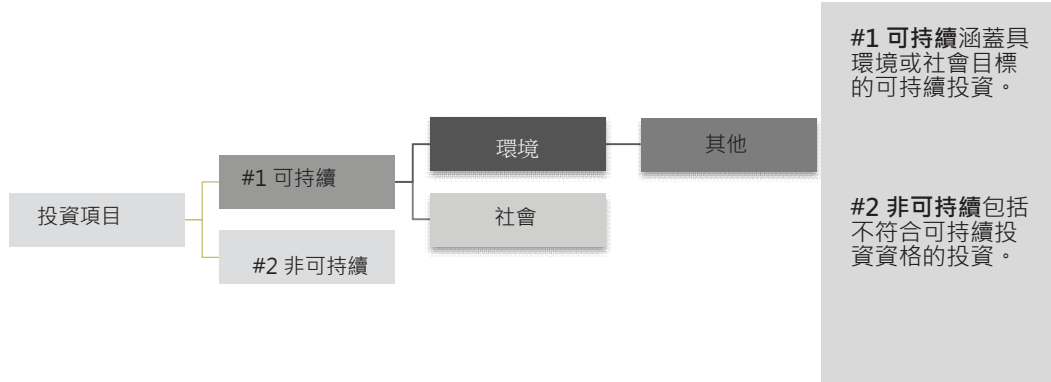 投資項目
#1 可持續
#2 非可持續
環境
社會
其他
#1 可持續涵蓋具
環境或社會目標
的可持續投資。
#2 非可持續包括
不符合可持續投
資資格的投資。